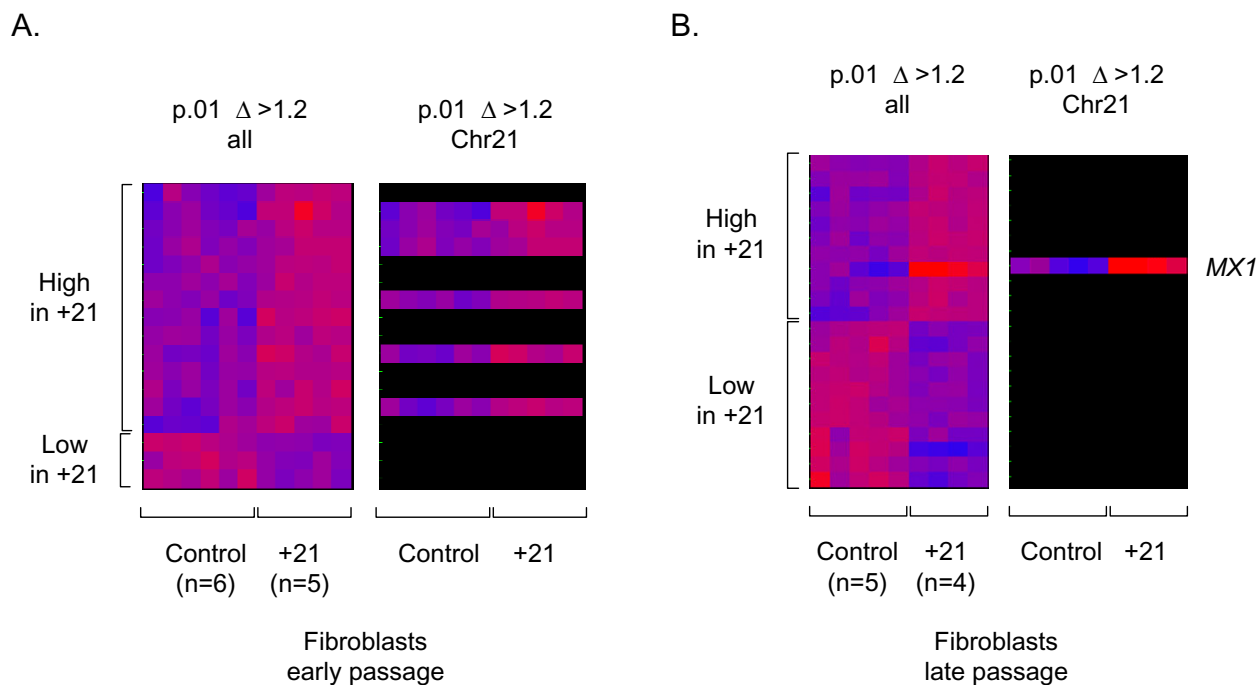 A.
p.01 Δ >1.2
all
p.01 Δ >1.2
Chr21
High
in +21
Low
in +21
Control
(n=6)
+21
(n=5)
Control
+21
Fibroblasts
early passage
B.
p.01 Δ >1.2
all
p.01 Δ >1.2
Chr21
High
in +21
MX1
Low
in +21
Control
(n=5)
+21
(n=4)
Control
+21
Fibroblasts
late passage